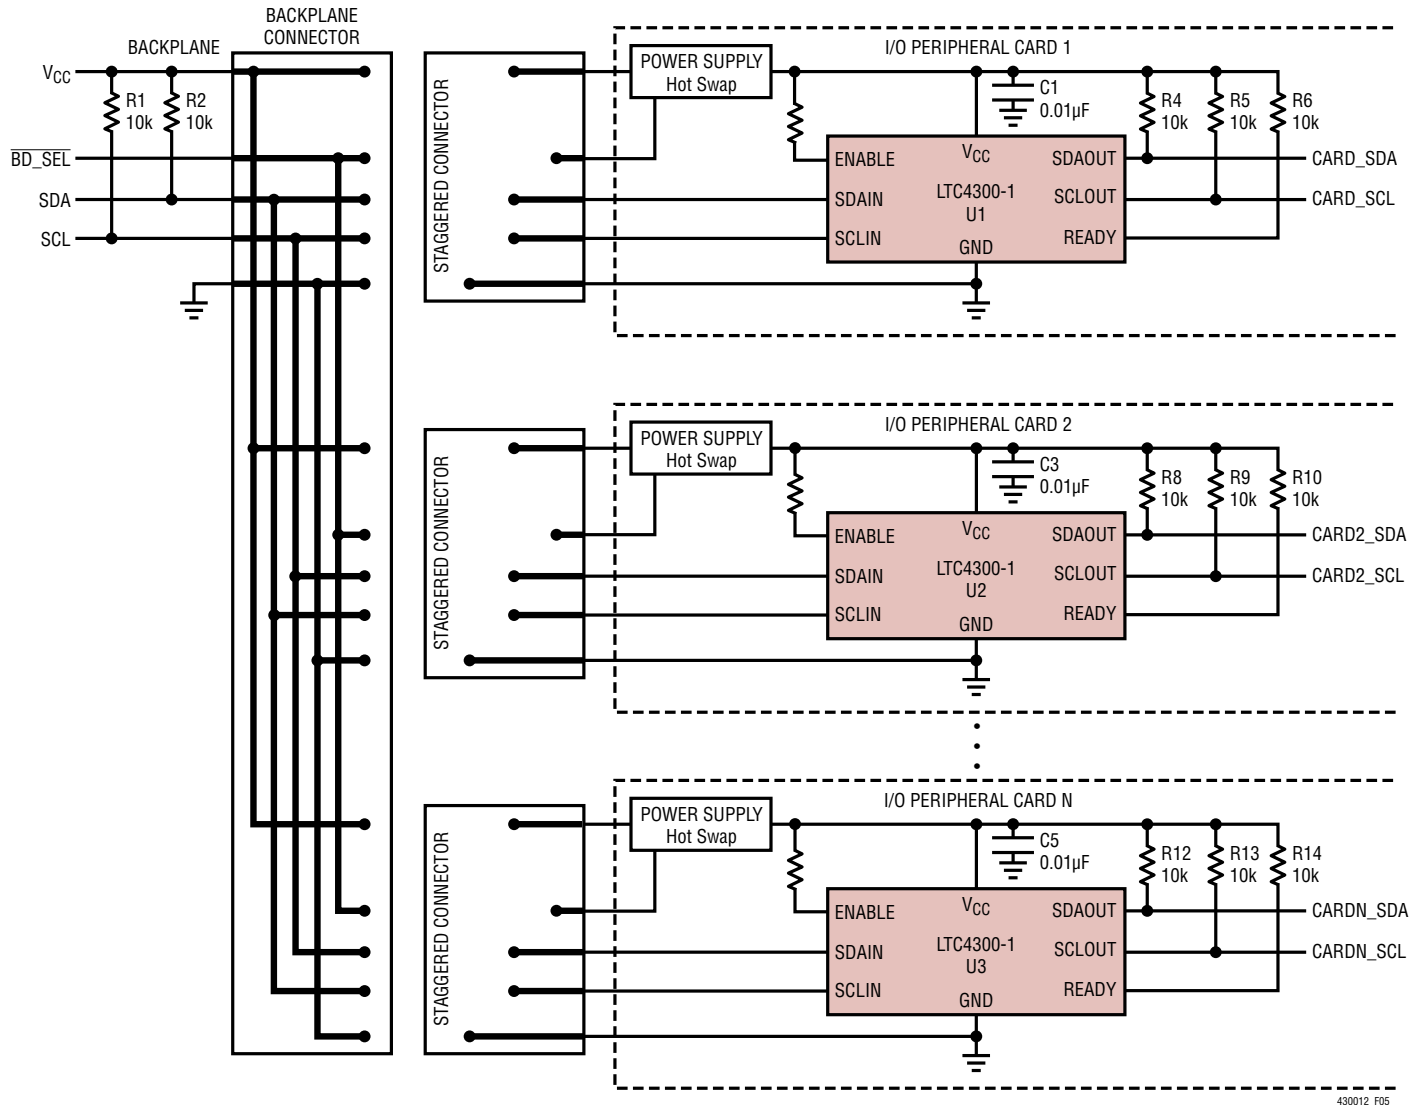 BACKPLANE
CONNECTOR
BACKPLANE
VCC
R1
10k
R2
10k
BD_SEL
SDA
SCL
STAGGERED CONNECTOR
POWER SUPPLY
Hot Swap
I/O PERIPHERAL CARD 1
C1
0.01µF
R4
10k
R5
10k
R6
10k
ENABLE
SDAIN
SCLIN
VCC
LTC4300-1
U1
GND
SDAOUT
SCLOUT
READY
CARD_SDA
CARD_SCL
STAGGERED CONNECTOR
POWER SUPPLY
Hot Swap
I/O PERIPHERAL CARD 2
C3
0.01µF
R8
10k
R9
10k
R10
10k
ENABLE
SDAIN
SCLIN
VCC
LTC4300-1
U2
GND
SDAOUT
SCLOUT
READY
CARD2_SDA
CARD2_SCL
STAGGERED CONNECTOR
POWER SUPPLY
Hot Swap
I/O PERIPHERAL CARD N
C5
0.01µF
R12
10k
R13
10k
R14
10k
ENABLE
SDAIN
SCLIN
VCC
LTC4300-1
U3
GND
SDAOUT
SCLOUT
READY
CARDN_SDA
CARDN_SCL
430012 F05